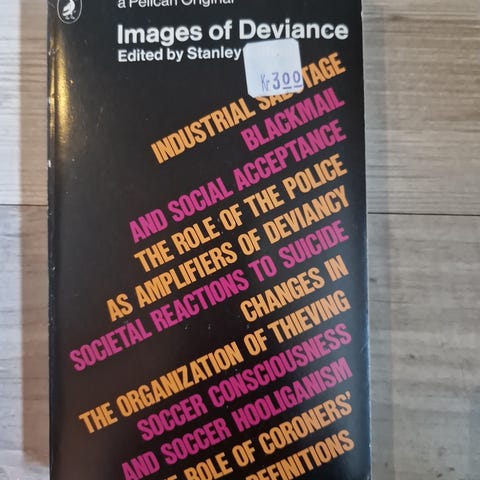 a Pelican Original
Images of Deviance
Edited by Stanley
Kr 300
INDUSTRIAL SABOTAGE
BLACKMAIL
AND SOCIAL ACCEPTANCE
THE ROLE OF THE POLICE
AS AMPLIFIERS OF DEVIANCY
SOCIETAL REACTIONS TO SUICIDE
CHANGES IN
THE ORGANIZATION OF THIEVING
SOCCER CONSCIOUSNESS
AND SOCCER HOOLIGANISM
ROLE OF CORONERS'
DEFINITIONS